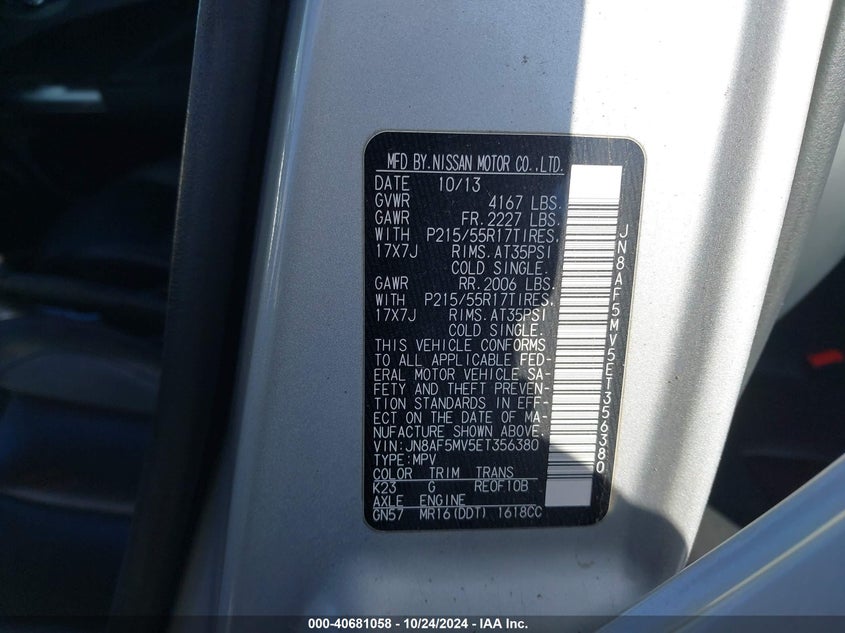 MFD BY.NISSAN MOTOR CO.,LTD.
DATE 10/13
GVWR 4167 LBS.
GAWR FR. 2227 LBS.
WITH P215/55R17TIRES.
17X7J RIMS. AT35PSI
COLD SINGLE.
GAWR RR. 2006 LBS.
WITH P215/55R17TIRES.
17X7J RIMS. AT35PSI
COLD SINGLE.
THIS VEHICLE CONFORMS
TO ALL APPLICABLE FED-
ERAL MOTOR VEHICLE SA-
FETY AND THEFT PREVEN-
TION STANDARDS IN EFF-
ECT ON THE DATE OF MA-
NUFACTURE SHOWN ABOVE.
VIN:JN8AF5MV5ET356380
TYPE:MPV
COLOR TRIM TRANS
K23 G RE0F10B
AXLE ENGINE
GN57 MR16(DDT) 1618CC
JN8AF5MV5ET356380
000-40681058 - 10/24/2024 - IAA Inc.